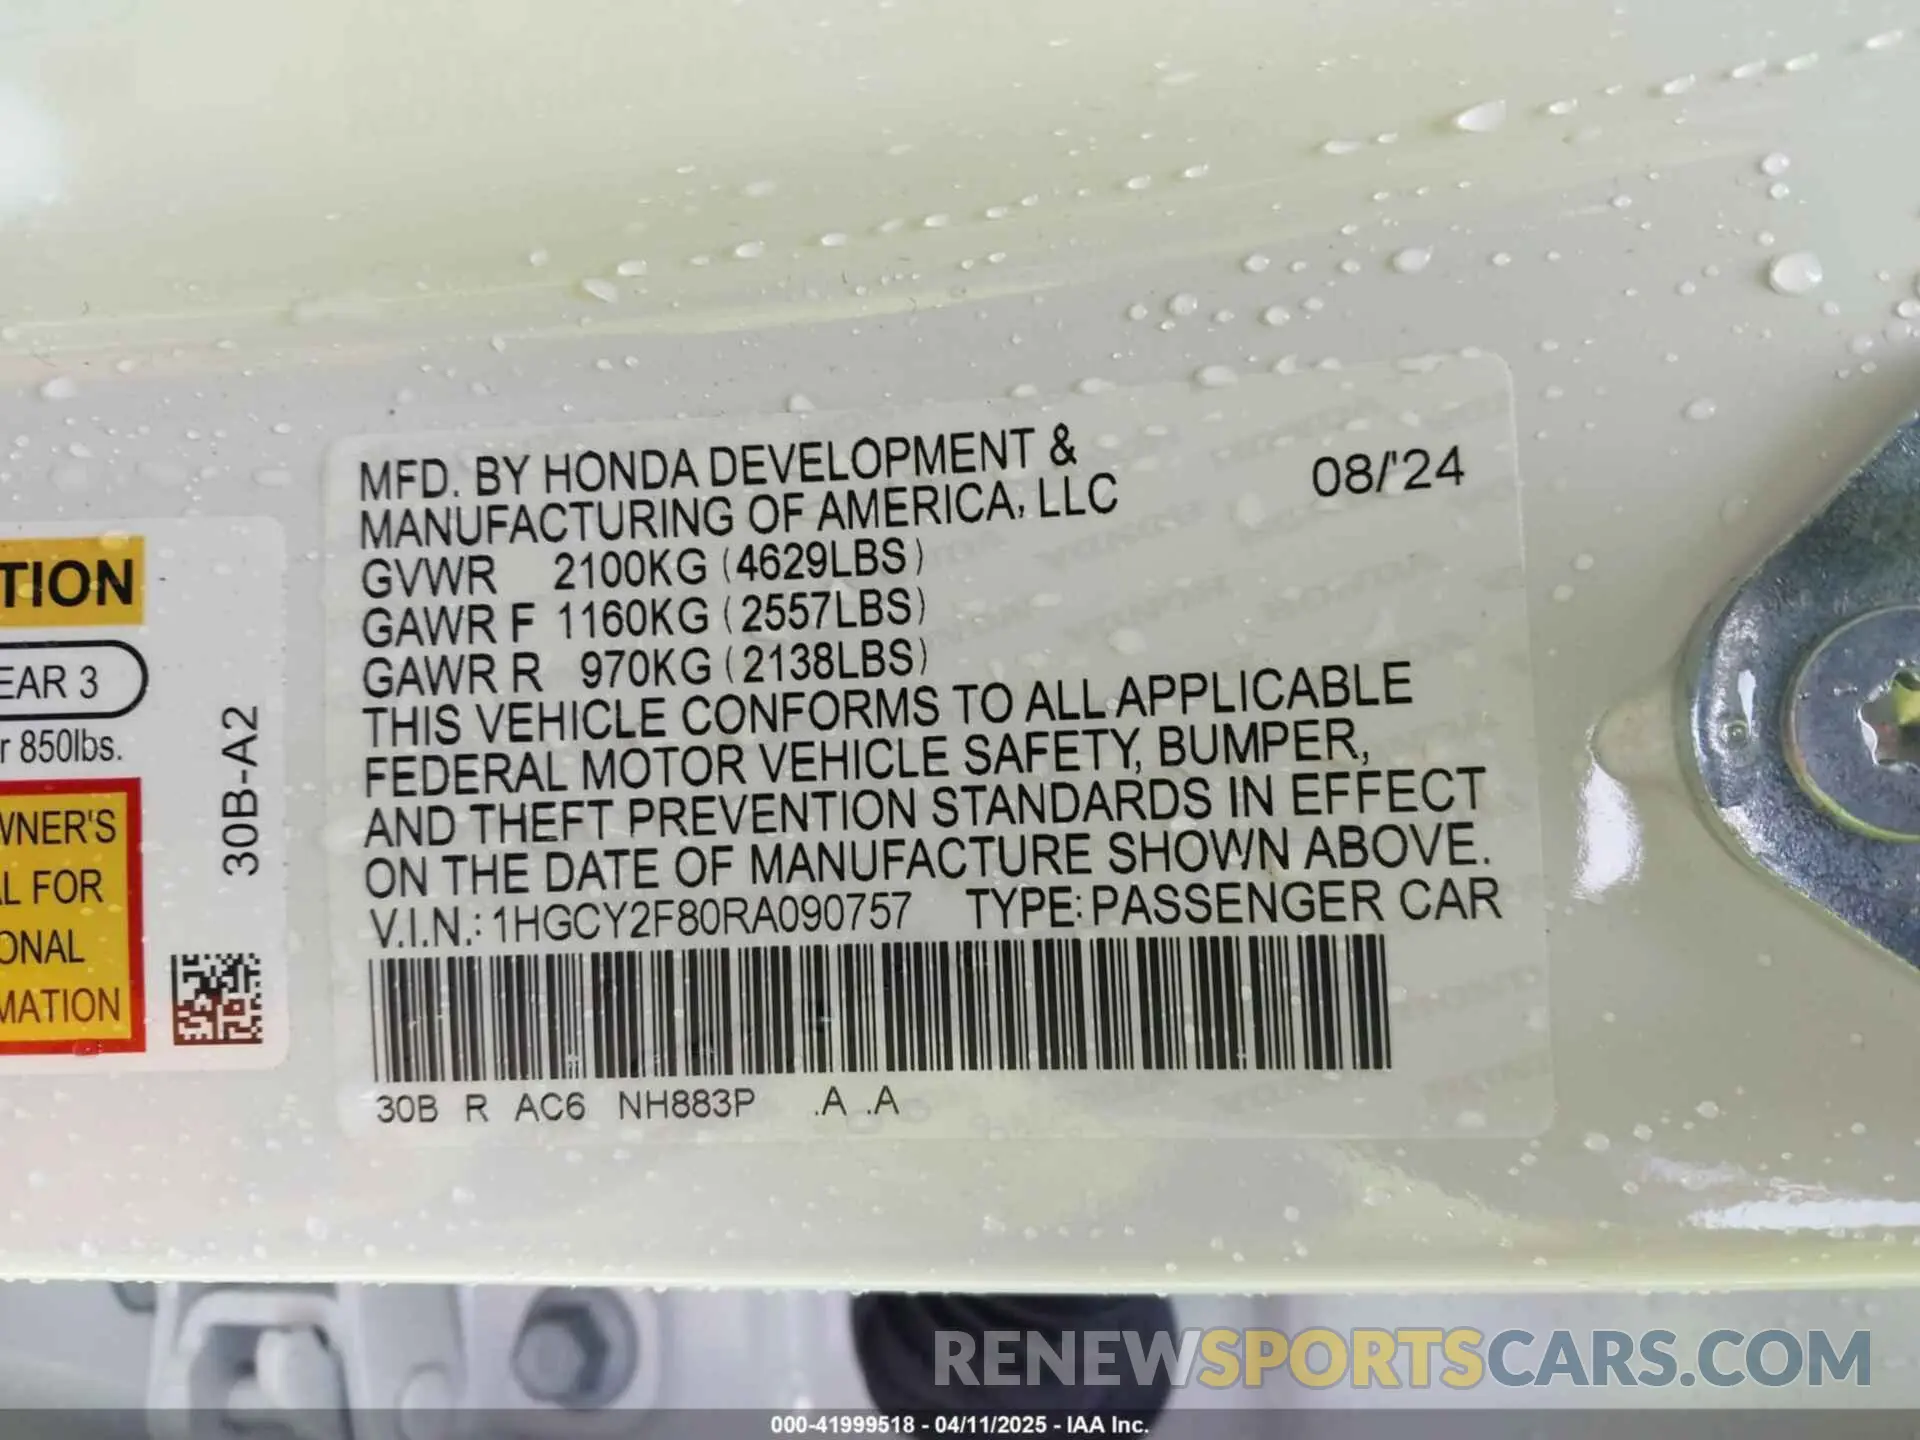 MFD. BY HONDA DEVELOPMENT &
MANUFACTURING OF AMERICA, LLC
08/'24
GVWR 2100KG (4629LBS)
GAWR F 1160KG (2557LBS)
GAWR R 970KG (2138LBS)
THIS VEHICLE CONFORMS TO ALL APPLICABLE
FEDERAL MOTOR VEHICLE SAFETY, BUMPER,
AND THEFT PREVENTION STANDARDS IN EFFECT
ON THE DATE OF MANUFACTURE SHOWN ABOVE.
V.I.N.: 1HGCY2F80RA090757 TYPE: PASSENGER CAR
30B R AC6 NH883P .A .A
TION
EAR 3
r 850lbs.
WNER'S
AL FOR
ONAL
MATION
30B-A2
RENEWSPORTSCARS.COM
000-41999518 - 04/11/2025 - IAA Inc.